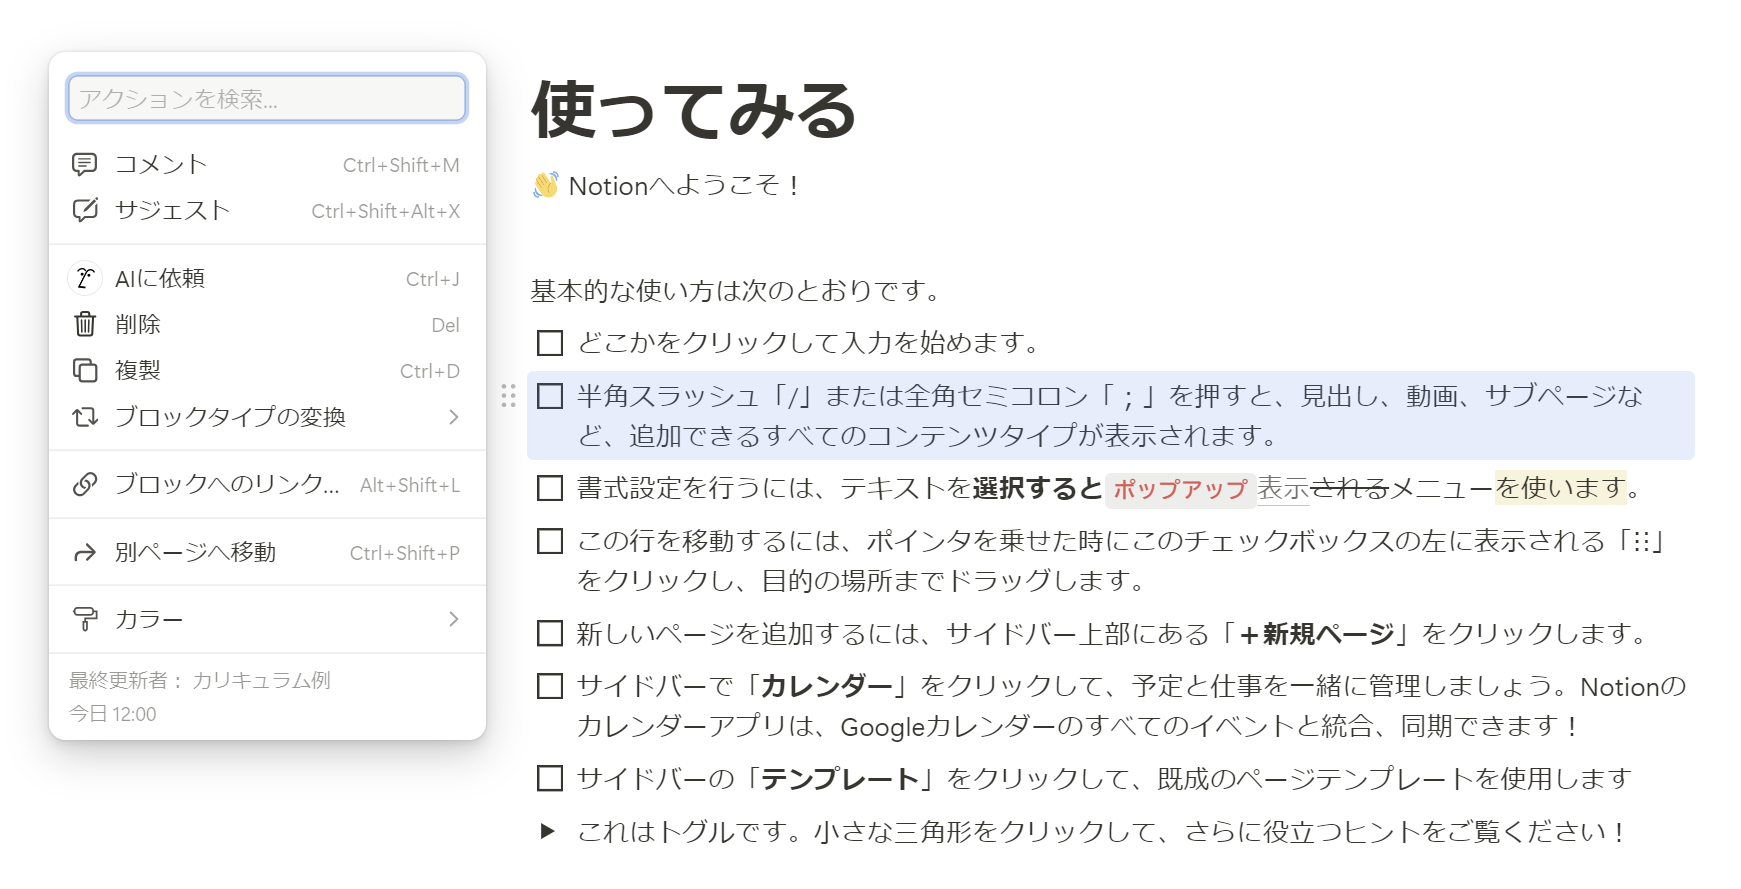 アクションを検索...
コメント Ctrl+Shift+M
サジェスト Ctrl+Shift+Alt+X
AIに依頼 Ctrl+J
削除 Del
複製 Ctrl+D
ブロックタイプの変換
ブロックへのリンク... Alt+Shift+L
別ページへ移動 Ctrl+Shift+P
カラー
最終更新者： カリキュラム例
今日 12:00
使ってみる
👋 Notionへようこそ！
基本的な使い方は次のとおりです。
どこかをクリックして入力を始めます。
半角スラッシュ「/」または全角セミコロン「；」を押すと、見出し、動画、サブページな
ど、追加できるすべてのコンテンツタイプが表示されます。
書式設定を行うには、テキストを選択するとポップアップ表示されるメニューを使います。
この行を移動するには、ポインタを乗せた時にこのチェックボックスの左に表示される「⋮⋮」
をクリックし、目的の場所までドラッグします。
新しいページを追加するには、サイドバー上部にある「＋新規ページ」をクリックします。
サイドバーで「カレンダー」をクリックして、予定と仕事を一緒に管理しましょう。Notionの
カレンダーアプリは、Googleカレンダーのすべてのイベントと統合、同期できます！
サイドバーの「テンプレート」をクリックして、既成のページテンプレートを使用します
これはトグルです。小さな三角形をクリックして、さらに役立つヒントをご覧ください！